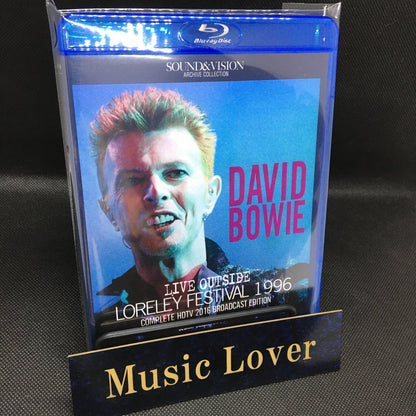 Blu-ray Disc
SOUND&VISION
ARCHIVE COLLECTION
DAVID
BOWIE
LIVE OUTSIDE
LORELEY FESTIVAL 1996
COMPLETE HDTV 2016 BROADCAST EDITION
Music Lover